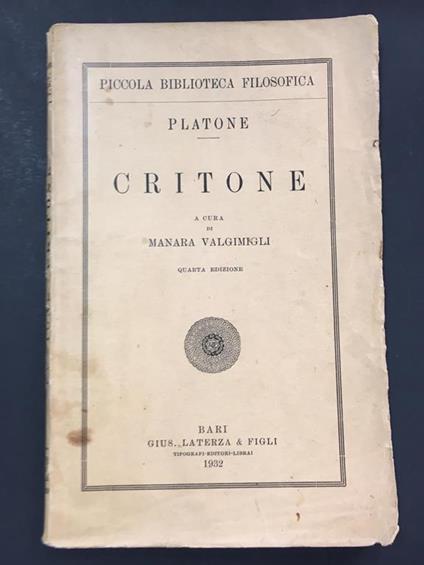 PICCOLA BIBLIOTECA FILOSOFICA
PLATONE
CRITONE
A CURA
DI
MANARA VALGIMIGLI
QUARTA EDIZIONE
BARI
GIUS. LATERZA & FIGLI
TIPOGRAFI-EDITORI-LIBRAI
1932